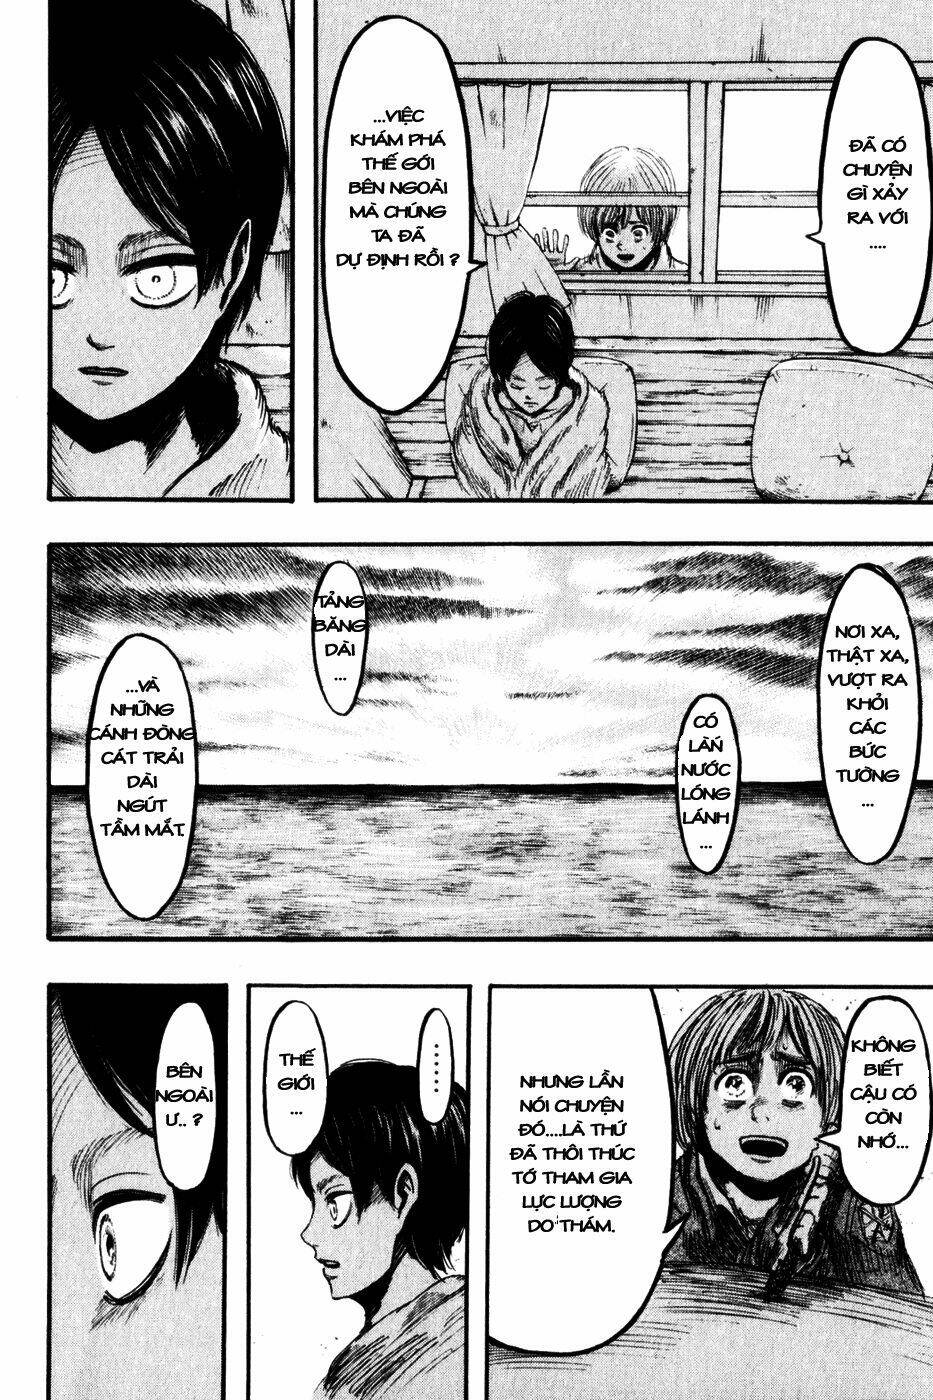 ĐÃ CÓ
CHUYỆN
GÌ XẢY
RA VỚI
....
...VIỆC
KHÁM PHÁ
THẾ GỚI
BÊN NGOÀI
MÀ CHÚNG
TA ĐÃ
DỰ ĐỊNH RỒI ?
NƠI XA,
THẬT XA,
VƯỢT RA
KHỎI
CÁC
BỨC
TƯỜNG
...
CÓ
LÀN
NƯỚC
LÓNG
LÁNH
...
TẢNG
BĂNG
DÀI
...
...VÀ
NHỮNG
CÁNH ĐỒNG
CÁT TRẢI
DÀI
NGÚT
TẦM MẮT.
KHÔNG
BIẾT
CẬU CÓ
CÒN
NHỚ...
NHƯNG LẦN
NÓI CHUYỆN
ĐÓ....LÀ THỨ
ĐÃ THÔI THÚC
TỚ THAM GIA
LỰC LƯỢNG
DO THÁM.
......
THẾ
GIỚI
...
BÊN
NGOÀI
Ư.. ?